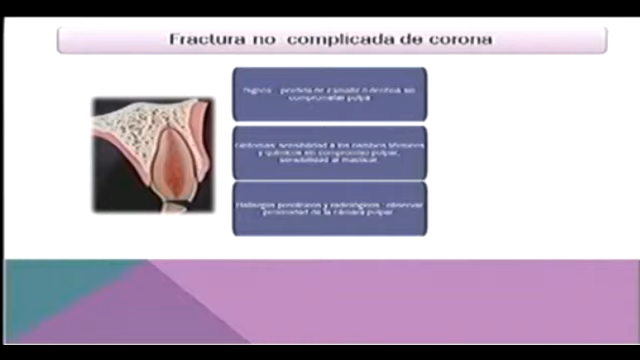 Fractura no complicada de corona
Signos : perdida de esmalte o dentina, sin
comprometer pulpa
Síntomas: sensibilidad a los cambios térmicos
y químicos sin compromiso pulpar,
sensibilidad al masticar.
Hallazgos periapicales y radiológicos : observar
proximidad de la cámara pulpar